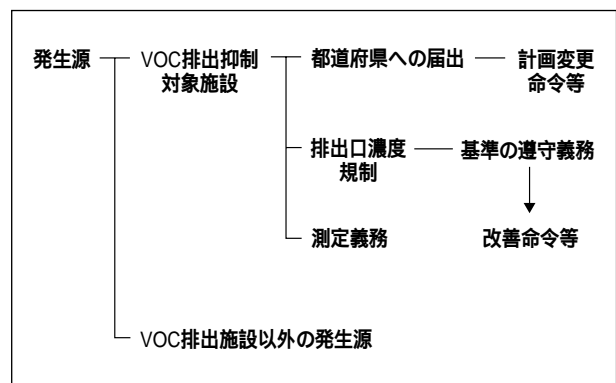 発生源
VOC排出抑制
対象施設
都道府県への届出
計画変更
命令等
排出口濃度
規制
基準の遵守義務
測定義務
改善命令等
VOC排出施設以外の発生源